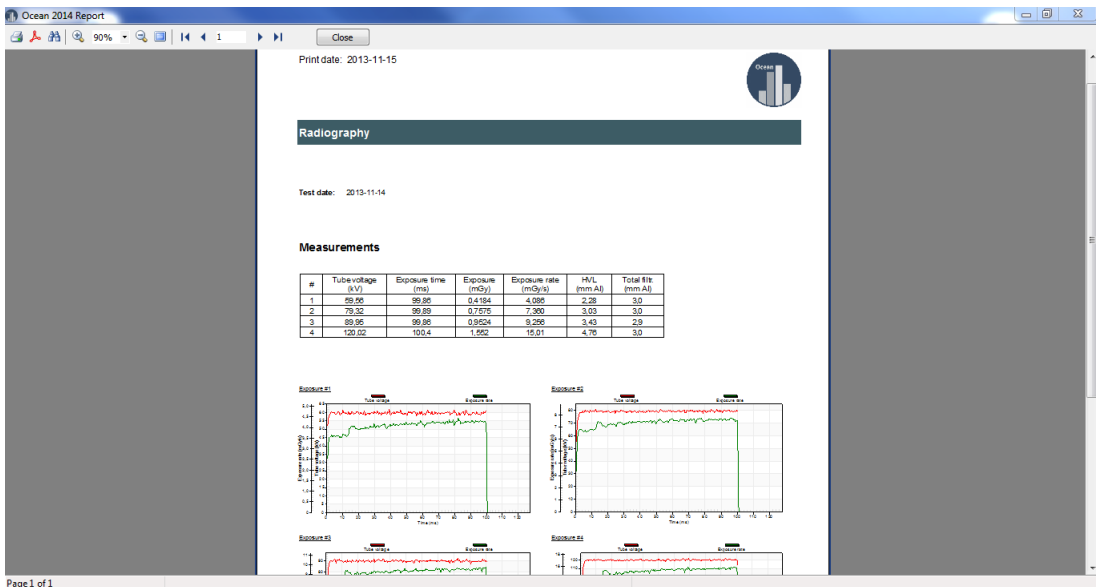 Ocean 2014 Report
90% 1 Close
Print date: 2013-11-15
Ocean
Radiography
Test date: 2013-11-14
Measurements
# Tube voltage (kV) Exposure time (ms) Exposure (mGy) Exposure rate (mGy/s) HVL (mm Al) Total filtr. (mm Al)
1 59,56 99,86 0,4184 4,086 2,28 3,0
2 79,32 99,89 0,7575 7,360 3,03 3,0
3 89,95 99,86 0,9524 9,256 3,43 2,9
4 120,02 100,4 1,552 15,01 4,76 3,0
Exposure #1
Tube voltage Exposure rate
Time (ms)
Exposure #2
Tube voltage Exposure rate
Time (ms)
Exposure #3
Tube voltage Exposure rate
Exposure #4
Tube voltage Exposure rate
Page 1 of 1